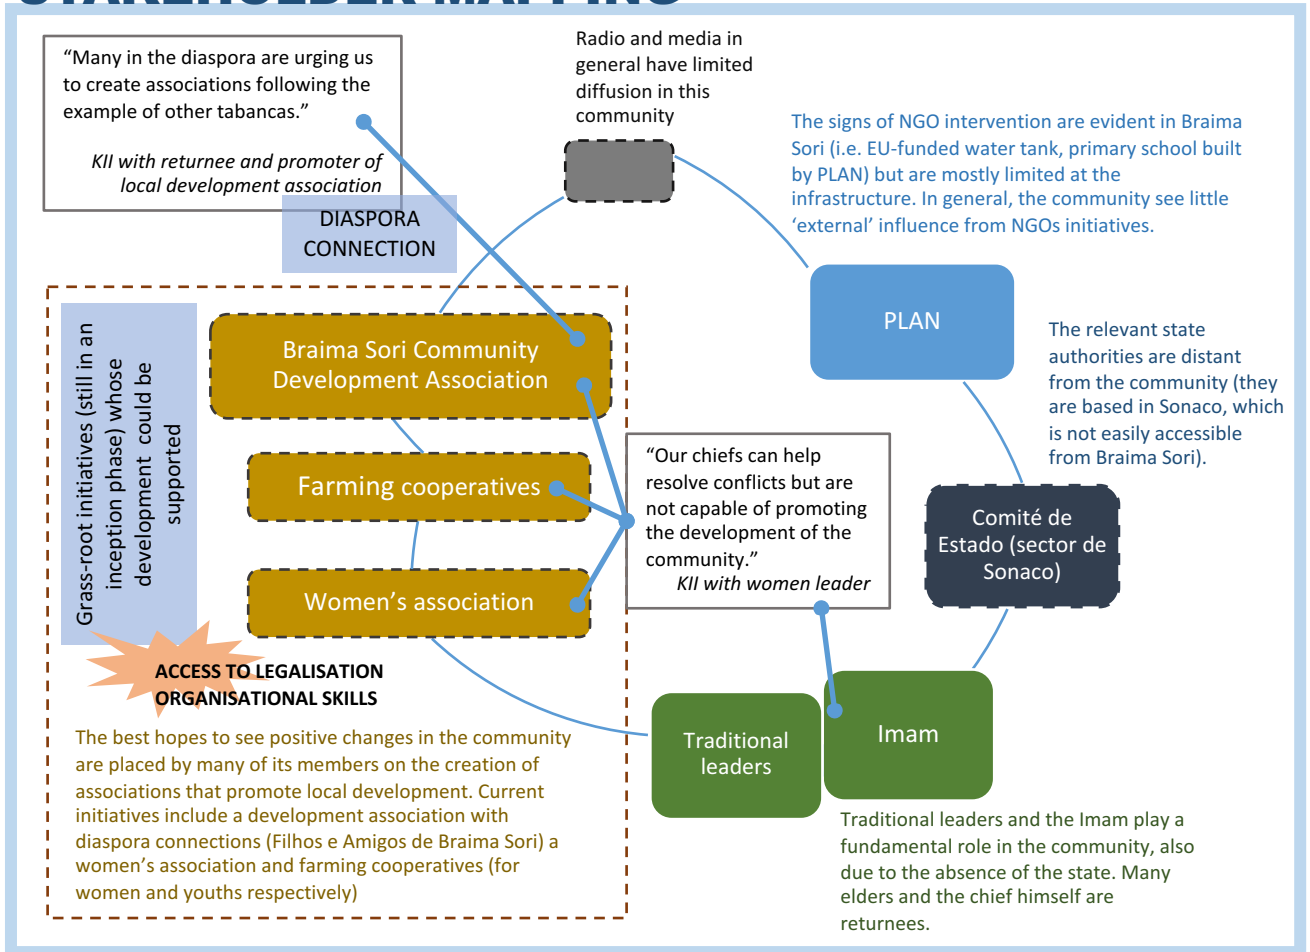 STAKEHOLDER MAPPING
“Many in the diaspora are urging us
to create associations following the
example of other tabancas.”
KII with returnee and promoter of
local development association
DIASPORA
CONNECTION
Radio and media in
general have limited
diffusion in this
community
The signs of NGO intervention are evident in Braima
Sori (i.e. EU-funded water tank, primary school built
by PLAN) but are mostly limited at the
infrastructure. In general, the community see little
‘external’ influence from NGOs initiatives.
PLAN
The relevant state
authorities are distant
from the community (they
are based in Sonaco, which
is not easily accessible
from Braima Sori).
Comité de
Estado (sector de
Sonaco)
Grass-root initiatives (still in an
inception phase) whose
development could be
supported
Braima Sori Community
Development Association
Farming cooperatives
Women’s association
“Our chiefs can help
resolve conflicts but are
not capable of promoting
the development of the
community.”
KII with women leader
ACCESS TO LEGALISATION
ORGANISATIONAL SKILLS
The best hopes to see positive changes in the community
are placed by many of its members on the creation of
associations that promote local development. Current
initiatives include a development association with
diaspora connections (Filhos e Amigos de Braima Sori) a
women’s association and farming cooperatives (for
women and youths respectively)
Traditional
leaders
Imam
Traditional leaders and the Imam play a
fundamental role in the community, also
due to the absence of the state. Many
elders and the chief himself are
returnees.